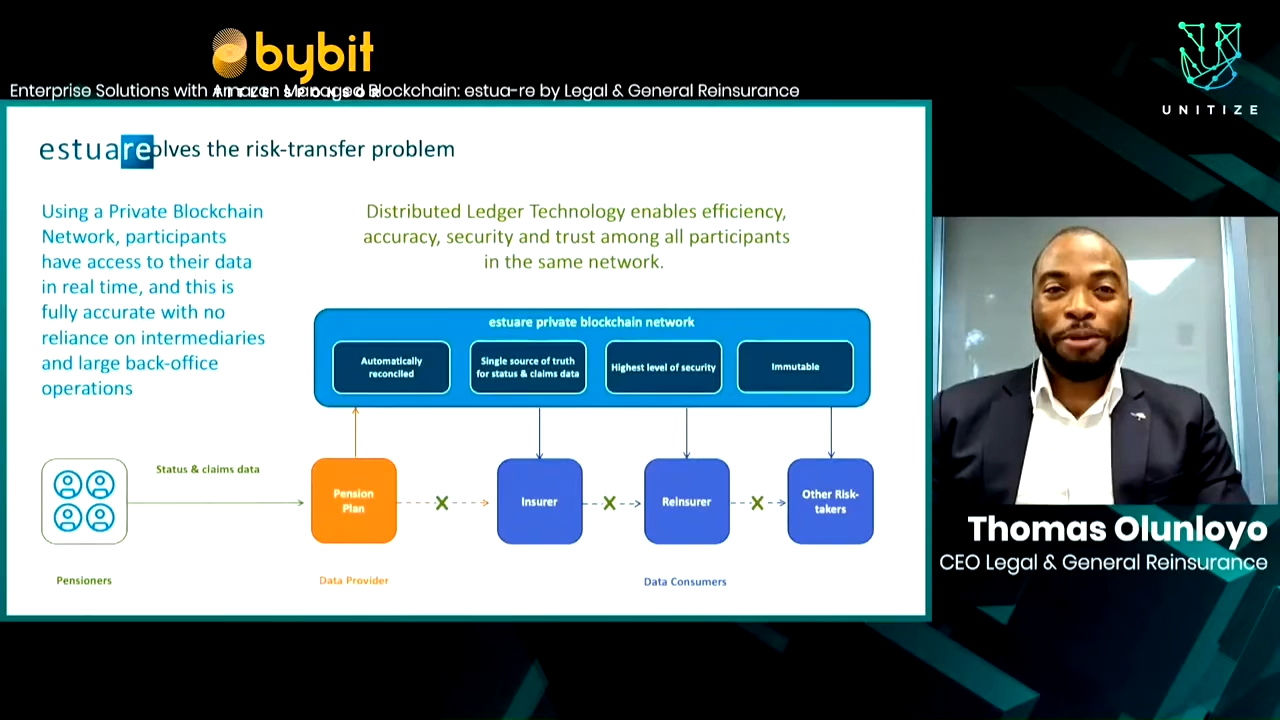 bybit
TITLE SPONSOR
Enterprise Solutions with Amazon Managed Blockchain: estua-re by Legal & General Reinsurance
UNITIZE
estuare olves the risk-transfer problem
Using a Private Blockchain
Network, participants
have access to their data
in real time, and this is
fully accurate with no
reliance on intermediaries
and large back-office
operations
Distributed Ledger Technology enables efficiency,
accuracy, security and trust among all participants
in the same network.
estuare private blockchain network
Automatically
reconciled
Single source of truth
for status & claims data
Highest level of security
Immutable
Status & claims data
Pension
Plan
X
Insurer
X
Reinsurer
X
Other Risk-
takers
Pensioners
Data Provider
Data Consumers
Thomas Olunloyo
CEO Legal & General Reinsurance